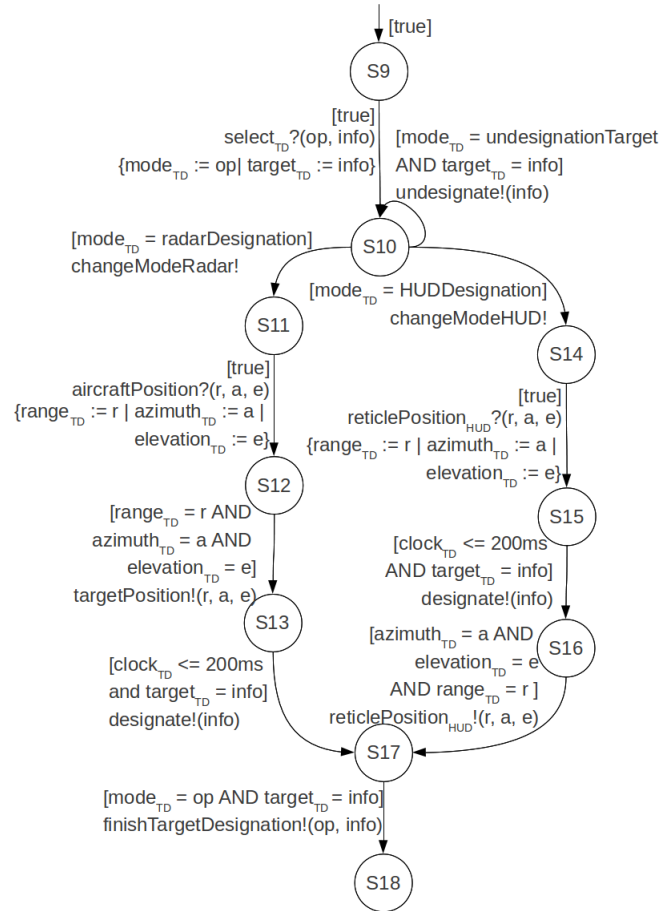 [true]
S9
[true]
select_TD?(op, info)
{mode_TD := op| target_TD := info}
[mode_TD = undesignationTarget
AND target_TD = info]
undesignate!(info)
S10
[mode_TD = radarDesignation]
changeModeRadar!
[mode_TD = HUDDesignation]
changeModeHUD!
S11
S14
[true]
aircraftPosition?(r, a, e)
{range_TD := r | azimuth_TD := a |
elevation_TD := e}
[true]
reticlePosition_HUD?(r, a, e)
{range_TD := r | azimuth_TD := a |
elevation_TD := e}
S12
S15
[range_TD = r AND
azimuth_TD = a AND
elevation_TD = e]
targetPosition!(r, a, e)
[clock_TD <= 200ms
AND target_TD = info]
designate!(info)
S13
S16
[clock_TD <= 200ms
and target_TD = info]
designate!(info)
[azimuth_TD = a AND
elevation_TD = e
AND range_TD = r ]
reticlePosition_HUD!(r, a, e)
S17
[mode_TD = op AND target_TD = info]
finishTargetDesignation!(op, info)
S18